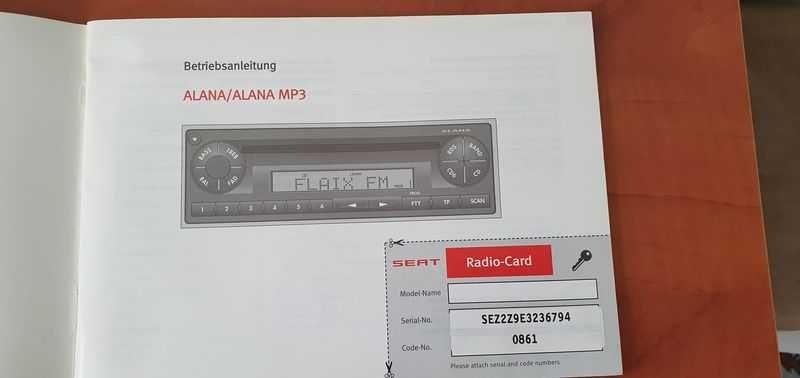 Betriebsanleitung
ALANA/ALANA MP3
ALANA
BASS TREB
BAL FAD
FLAIX FM
RDS BAND
CDC CD
1 2 3 4 5 6 FTY TP SCAN
SEAT Radio-Card
Model-Name
Serial-No. SEZ2Z9E3236794
Code-No. 0861
Please attach serial and code numbers